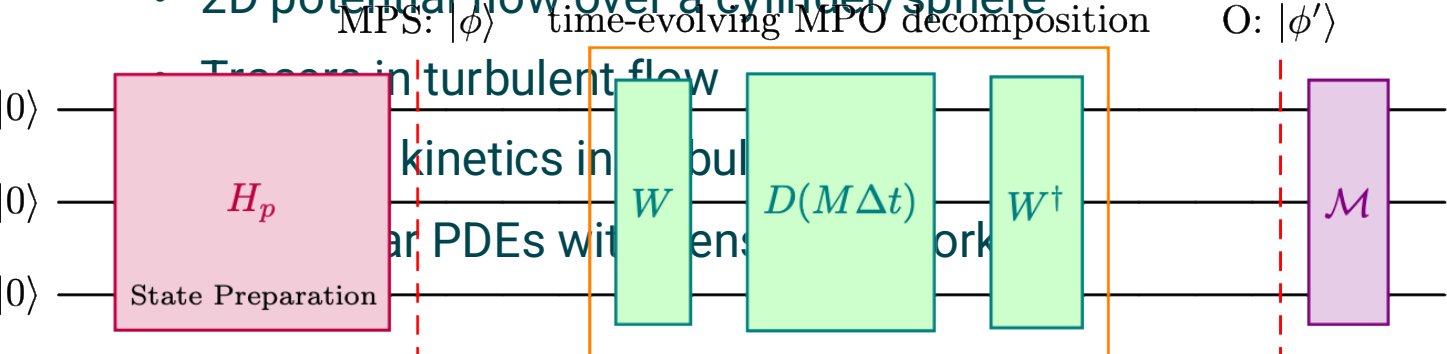 2D potential flow over a cylinder/sphere
MPS: |ϕ⟩ time-evolving MPO decomposition O: |ϕ′⟩
Tracers in turbulent flow
|0⟩
kinetics in
|0⟩ H_p W D(MΔt) W† ℳ
PDEs
|0⟩ State Preparation